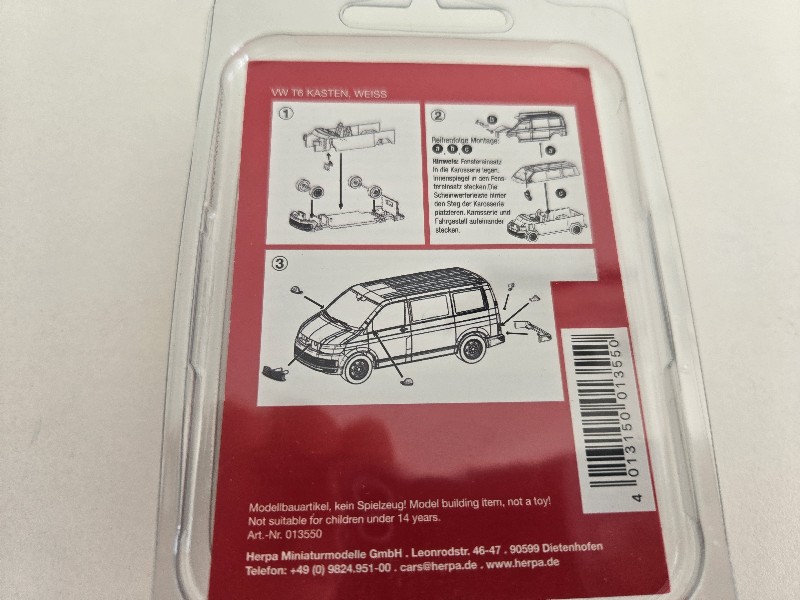 VW T6 KASTEN, WEISS
1
2
Reihenfolge Montage:
a b c
Hinweis: Fenstereinsatz
in die Karosserie legen.
Innenspiegel in den Fens-
tereinsatz stecken.Die
Scheinwerferleiste hinter
den Steg der Karosserie
platzieren. Karosserie und
Fahrgestell aufeinander
stecken.
b
a
c
3
4 013150 013550
Modellbauartikel, kein Spielzeug! Model building item, not a toy!
Not suitable for children under 14 years.
Art.-Nr. 013550
Herpa Miniaturmodelle GmbH . Leonrodstr. 46-47 . 90599 Dietenhofen
Telefon: +49 (0) 9824.951-00 . cars@herpa.de . www.herpa.de